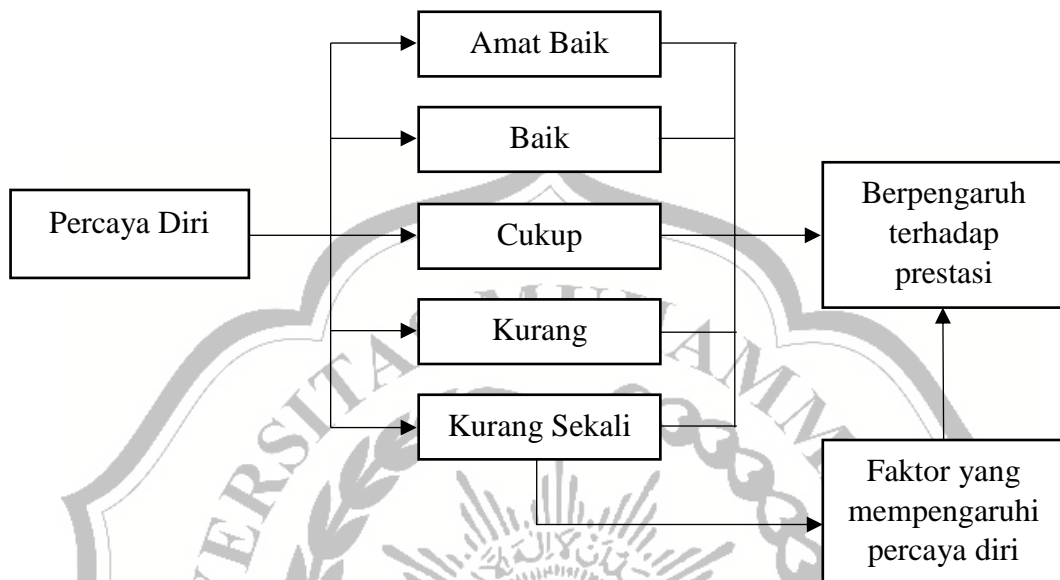 Amat Baik
Baik
Percaya Diri
Cukup
Berpengaruh
terhadap
prestasi
Kurang
Kurang Sekali
Faktor yang
mempengaruhi
percaya diri